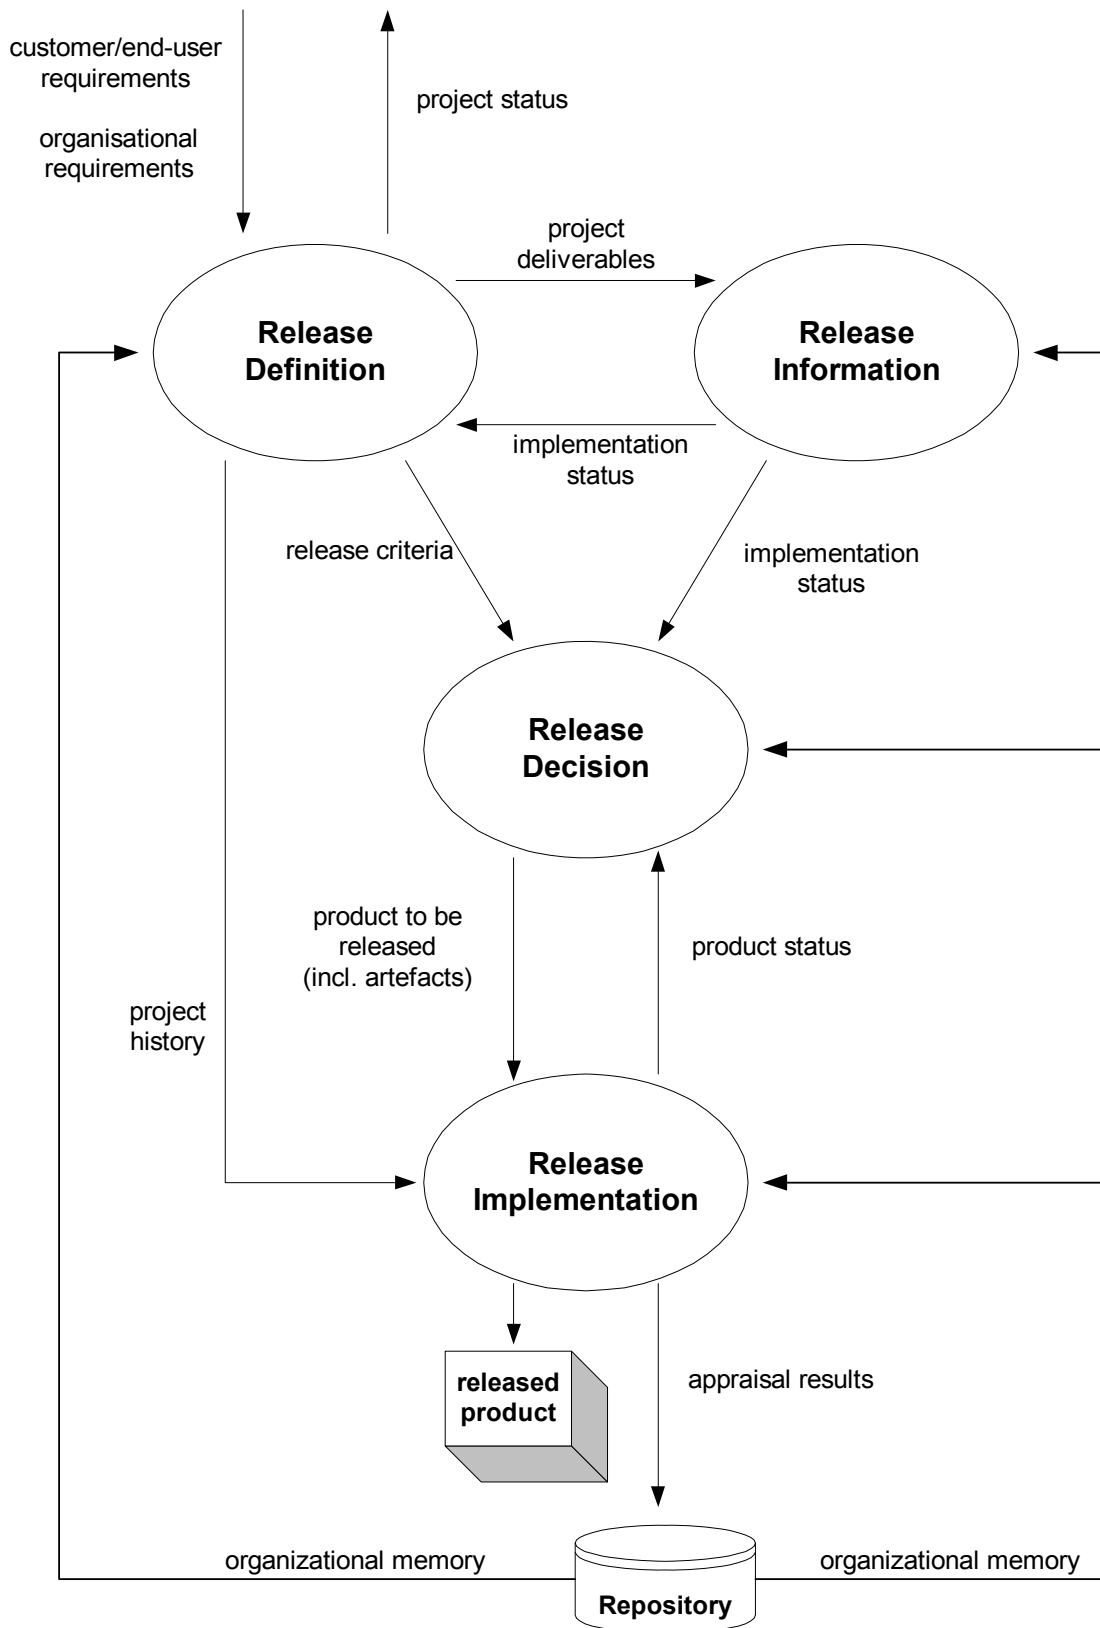 customer/end-user
requirements
project status
organisational
requirements
project
deliverables
Release
Definition
Release
Information
implementation
status
release criteria
implementation
status
Release
Decision
product to be
released
(incl. artefacts)
product status
project
history
Release
Implementation
released
product
appraisal results
organizational memory
organizational memory
Repository